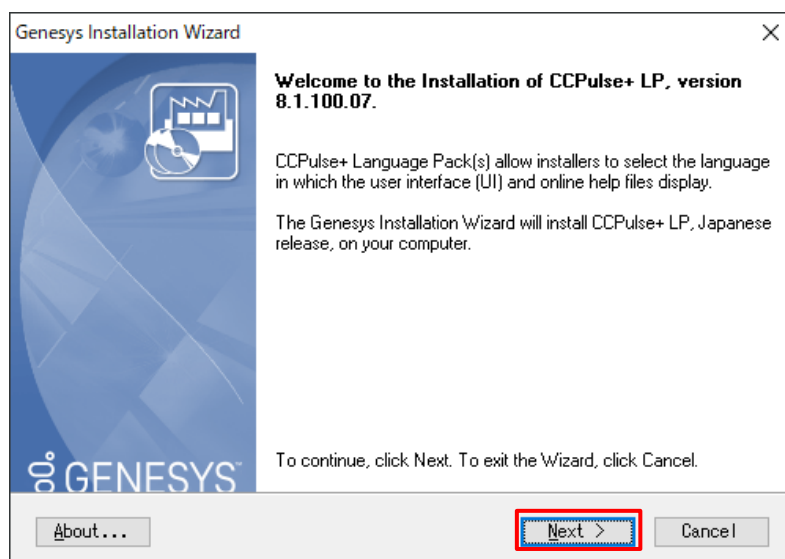 Genesys Installation Wizard
Welcome to the Installation of CCPulse+ LP, version
8.1.100.07.
CCPulse+ Language Pack(s) allow installers to select the language
in which the user interface (UI) and online help files display.
The Genesys Installation Wizard will install CCPulse+ LP, Japanese
release, on your computer.
To continue, click Next. To exit the Wizard, click Cancel.
GENESYS™
About...
Next >
Cancel